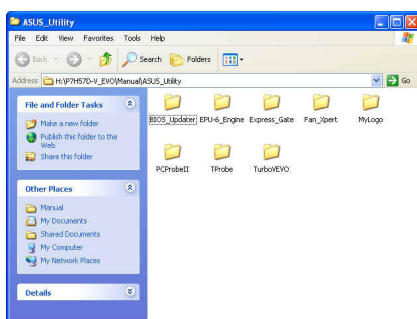 ASUS_Utility
File Edit View Favorites Tools Help
Back Search Folders
Address H:\P7H57D-V_EVO\Manual\ASUS_Utility Go
File and Folder Tasks
Make a new folder
Publish this folder to the Web
Share this folder
Other Places
Manual
My Documents
Shared Documents
My Computer
My Network Places
Details
BIOS_Updater EPU-6_Engine Express_Gate Fan_Xpert MyLogo
PCProbeII TProbe TurboVEVO